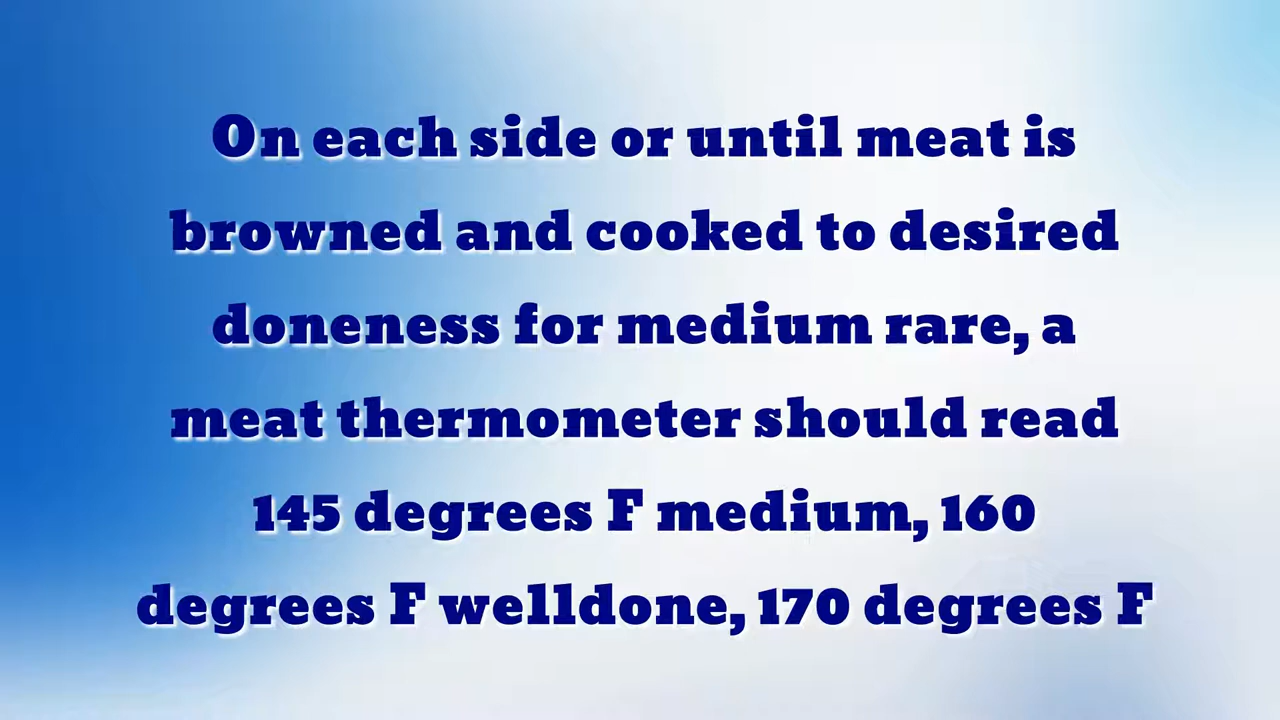 On each side or until meat is
browned and cooked to desired
doneness for medium rare, a
meat thermometer should read
145 degrees F medium, 160
degrees F welldone, 170 degrees F